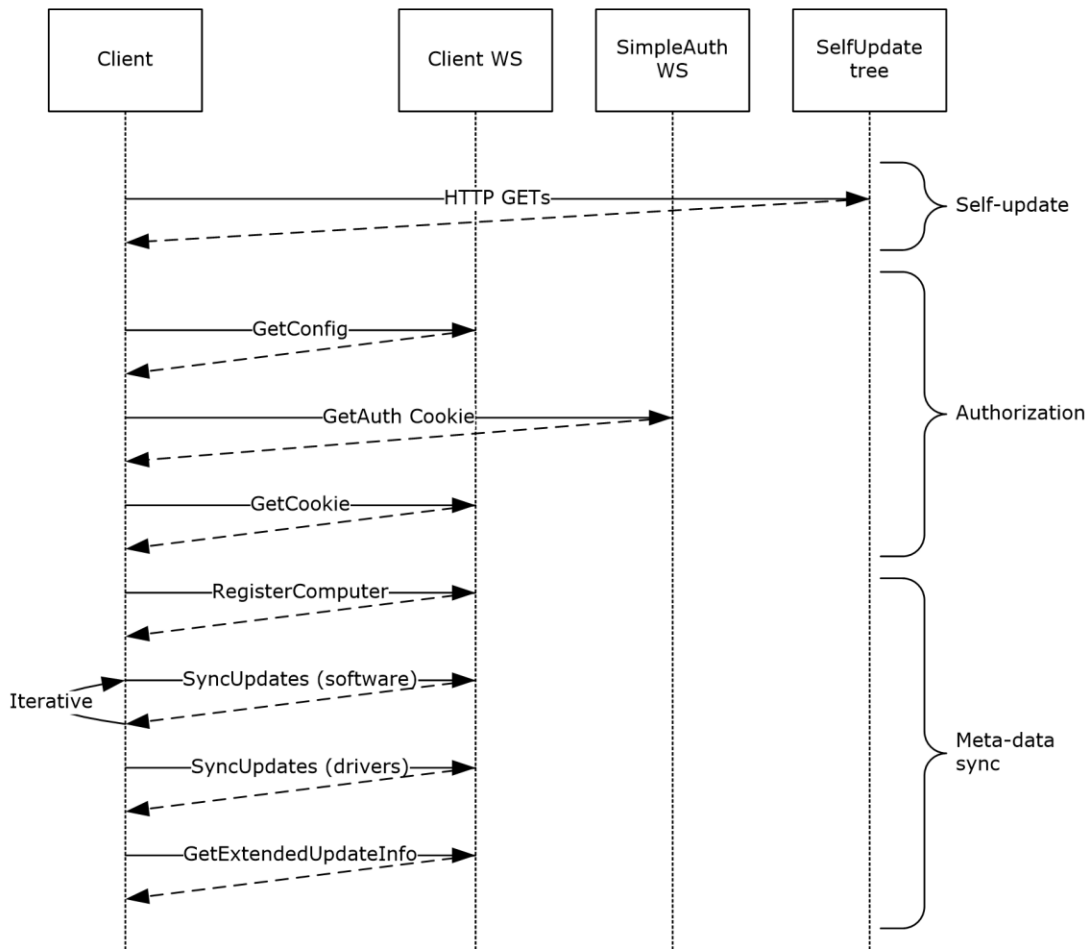 Client
Client WS
SimpleAuth
WS
SelfUpdate
tree
HTTP GETs
Self-update
GetConfig
GetAuth Cookie
Authorization
GetCookie
RegisterComputer
SyncUpdates (software)
Iterative
Meta-data
sync
SyncUpdates (drivers)
GetExtendedUpdateInfo